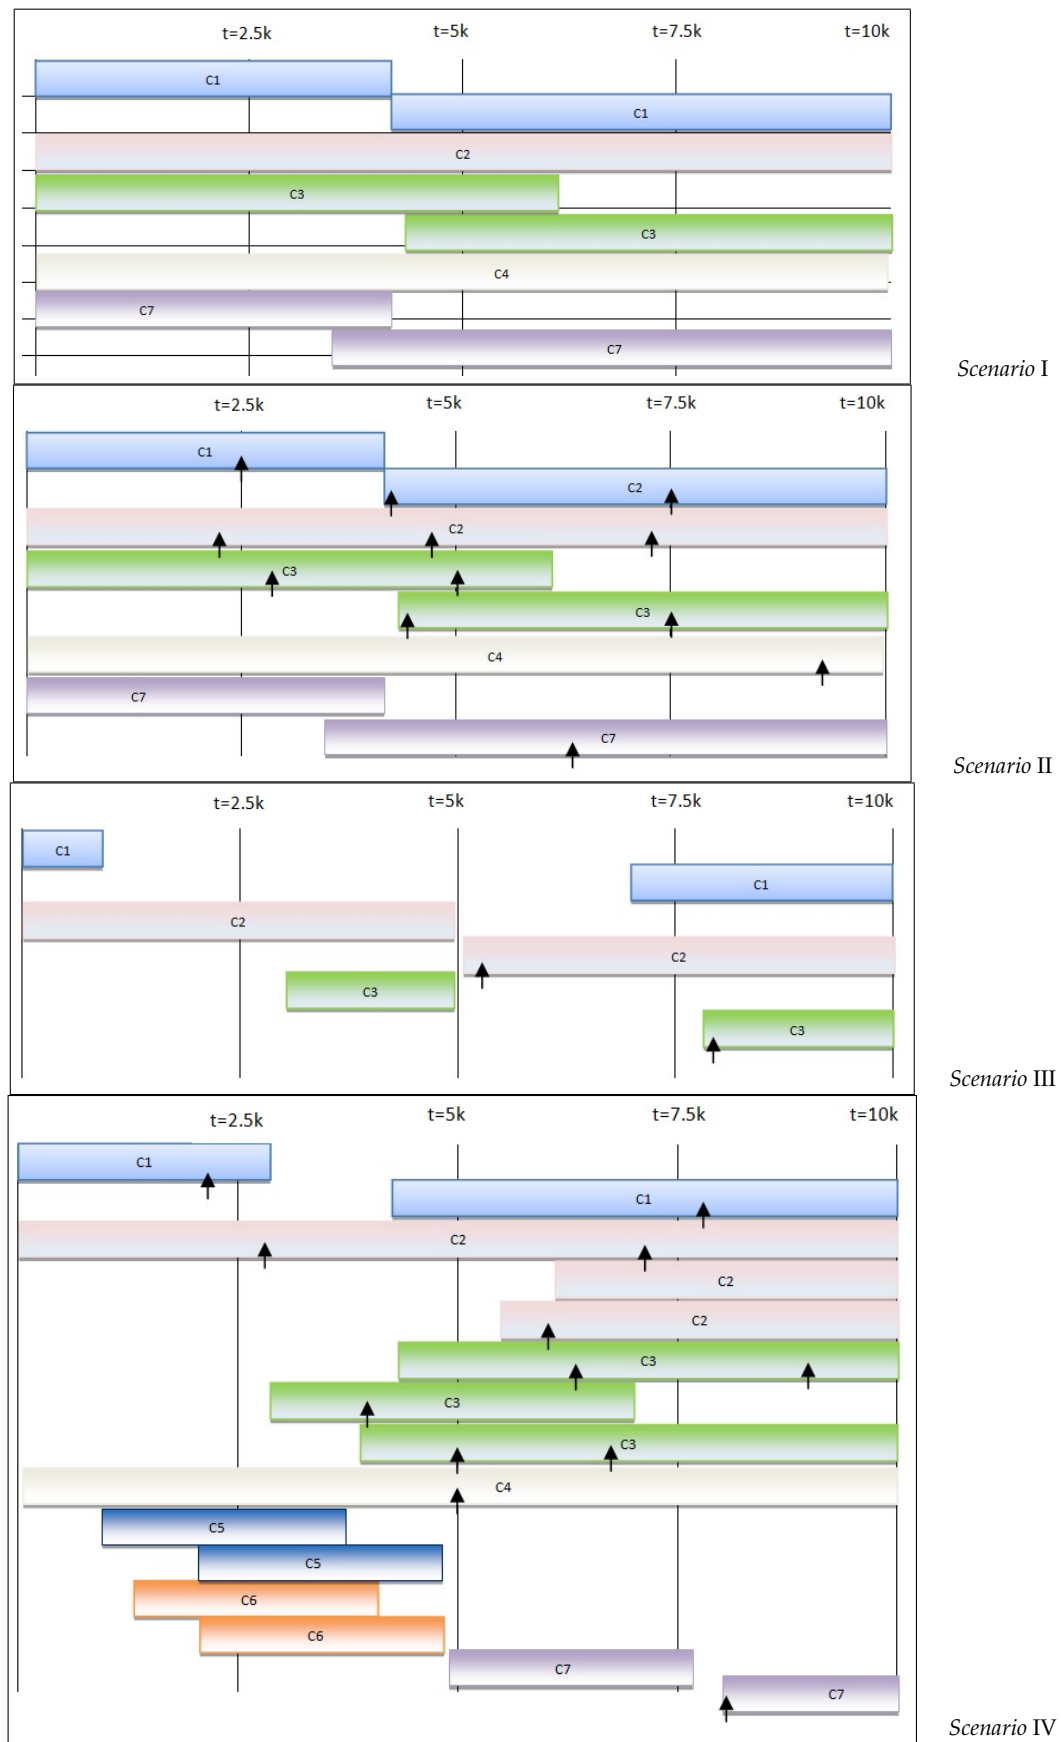 t=2.5k t=5k t=7.5k t=10k
C1
C1
C2
C3
C3
C4
C7
C7
Scenario I
t=2.5k t=5k t=7.5k t=10k
C1
C2
C2
C3
C3
C4
C7
C7
Scenario II
t=2.5k t=5k t=7.5k t=10k
C1
C1
C2
C2
C3
C3
Scenario III
t=2.5k t=5k t=7.5k t=10k
C1
C1
C2
C2
C2
C3
C3
C3
C4
C5
C5
C6
C6
C7
C7
Scenario IV